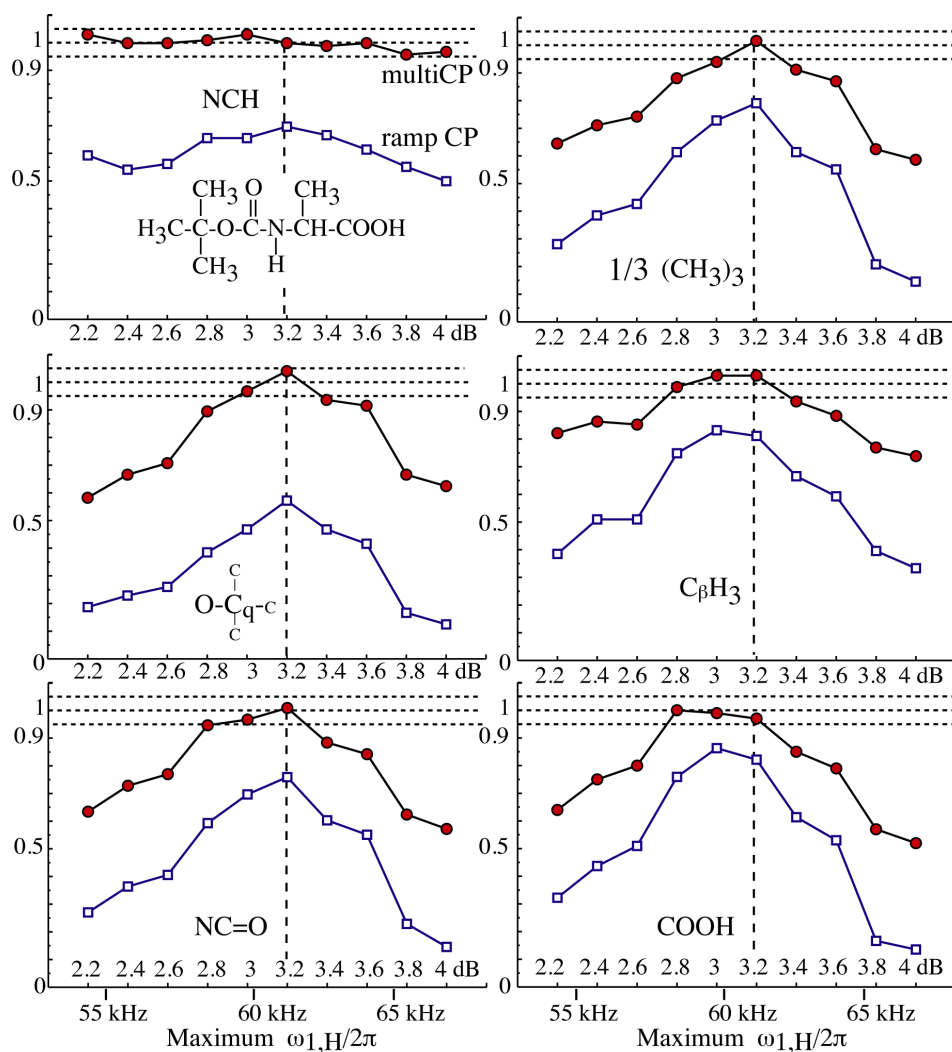 1
0.9
multiCP
NCH
ramp CP
0.5
CH3 O CH3
H3C-C-O-C-N-CH-COOH
CH3 H
0
2.2 2.4 2.6 2.8 3 3.2 3.4 3.6 3.8 4 dB
1
0.9
0.5
1/3 (CH3)3
0
2.2 2.4 2.6 2.8 3 3.2 3.4 3.6 3.8 4 dB
1
0.9
0.5
C
O-Cq-C
C
0
2.2 2.4 2.6 2.8 3 3.2 3.4 3.6 3.8 4 dB
1
0.9
0.5
CβH3
0
2.2 2.4 2.6 2.8 3 3.2 3.4 3.6 3.8 4 dB
1
0.9
0.5
NC=O
2.2 2.4 2.6 2.8 3 3.2 3.4 3.6 3.8 4 dB
0
55 kHz 60 kHz 65 kHz
Maximum ω1,H/2π
1
0.9
0.5
COOH
2.2 2.4 2.6 2.8 3 3.2 3.4 3.6 3.8 4 dB
0
55 kHz 60 kHz 65 kHz
Maximum ω1,H/2π